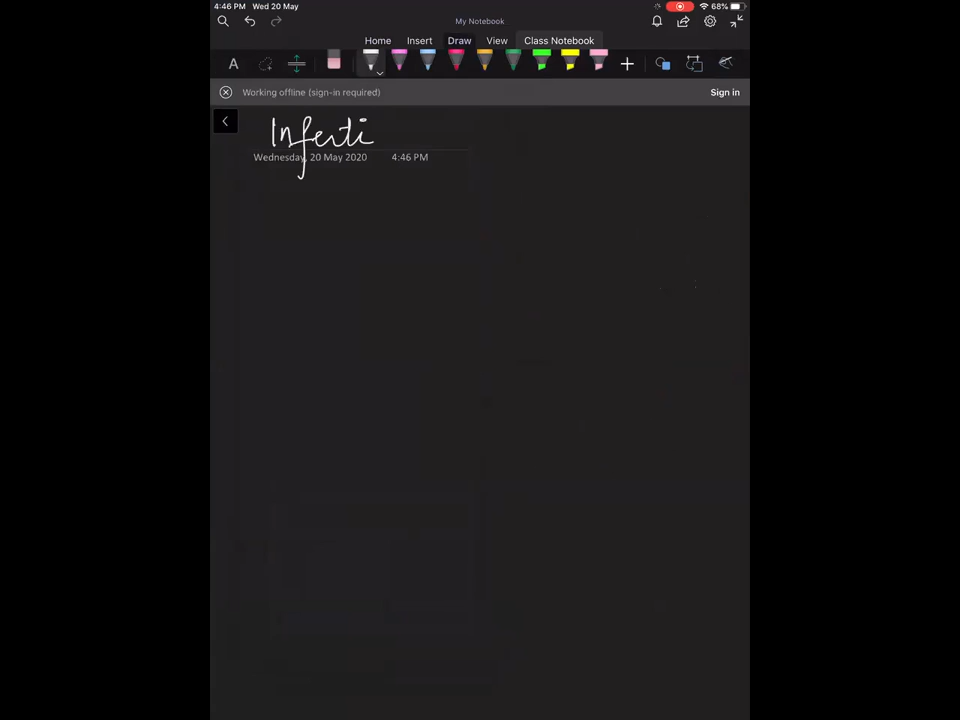 4:46 PM Wed 20 May 68%
My Notebook
Home Insert Draw View Class Notebook
A
Working offline (sign-in required) Sign in
Inferti
Wednesday, 20 May 2020 4:46 PM